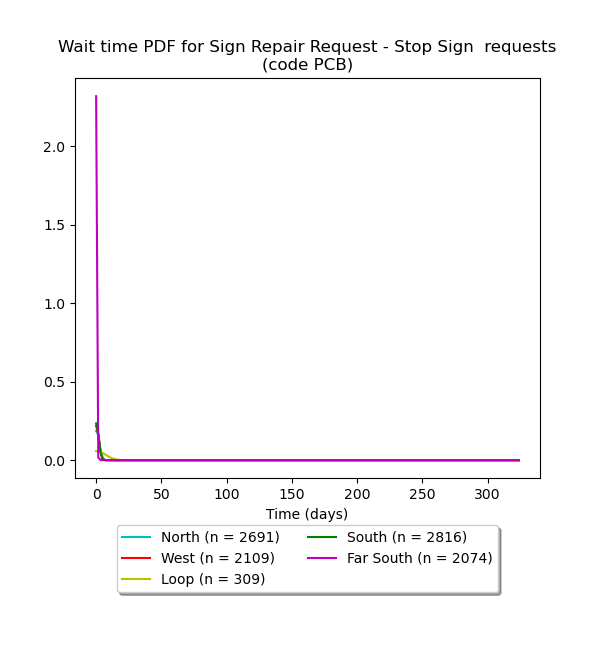 Wait time PDF for Sign Repair Request - Stop Sign  requests
(code PCB)
2.0
1.5
1.0
0.5
0.0
0 50 100 150 200 250 300
Time (days)
North (n = 2691) South (n = 2816)
West (n = 2109) Far South (n = 2074)
Loop (n = 309)